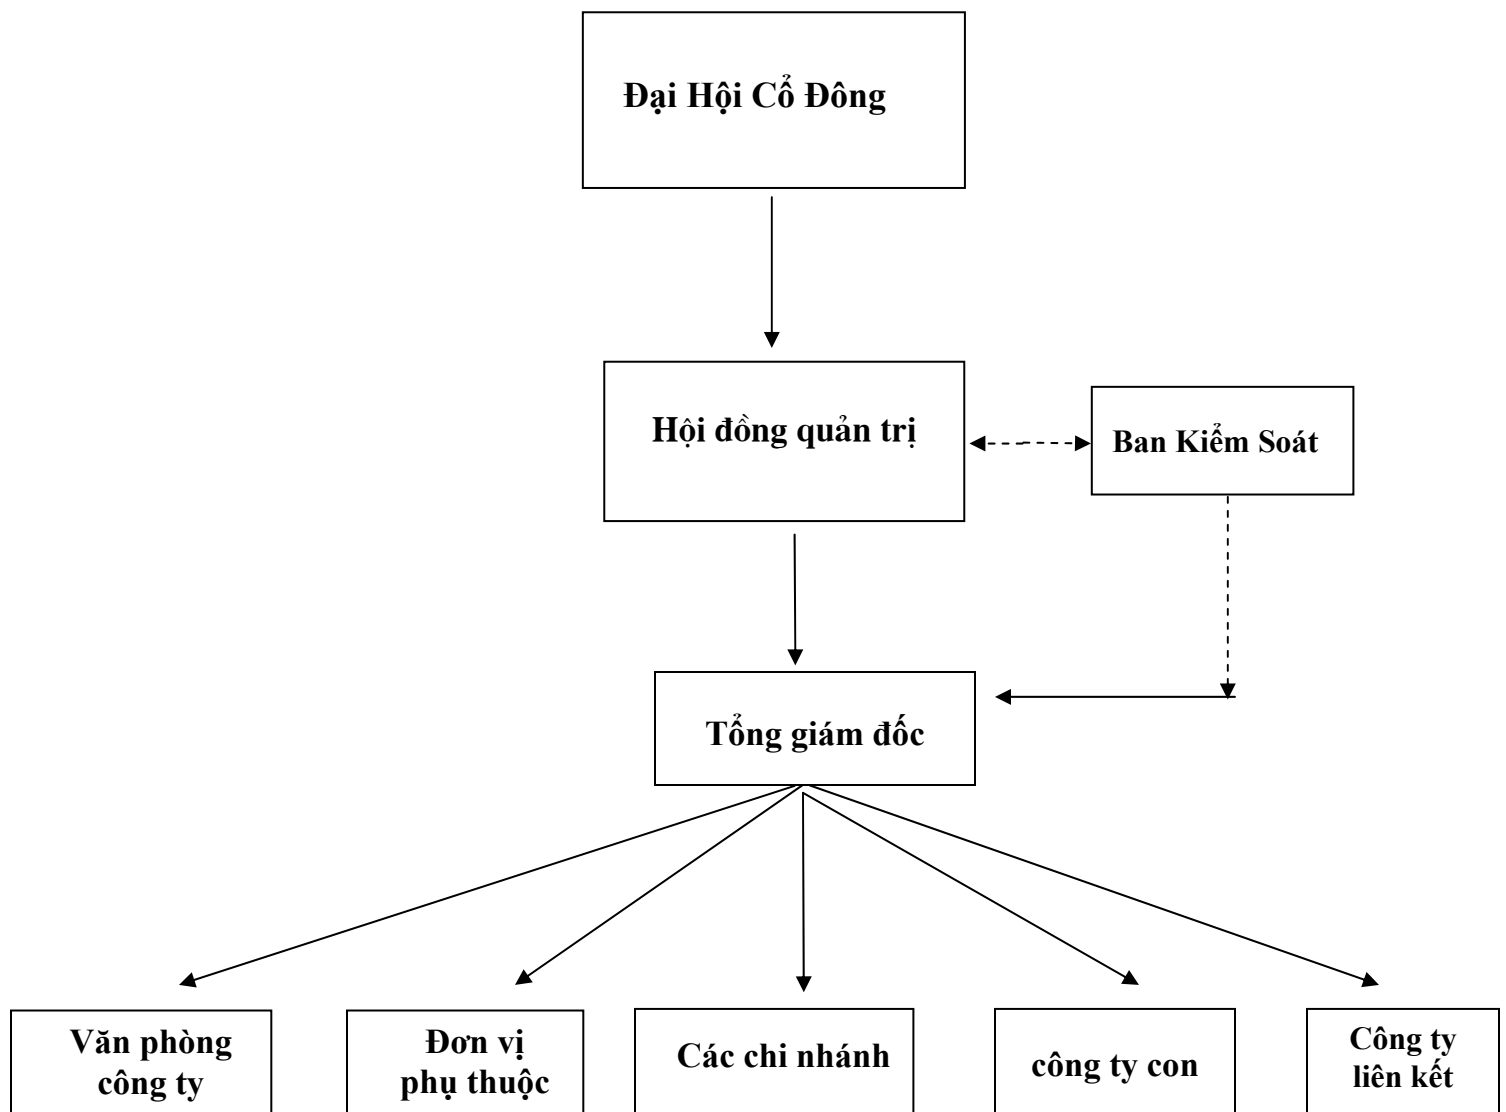 Đại Hội Cổ Đông
Hội đồng quản trị
Ban Kiểm Soát
Tổng giám đốc
Văn phòng
công ty
Đơn vị
phụ thuộc
Các chi nhánh
công ty con
Công ty
liên kết